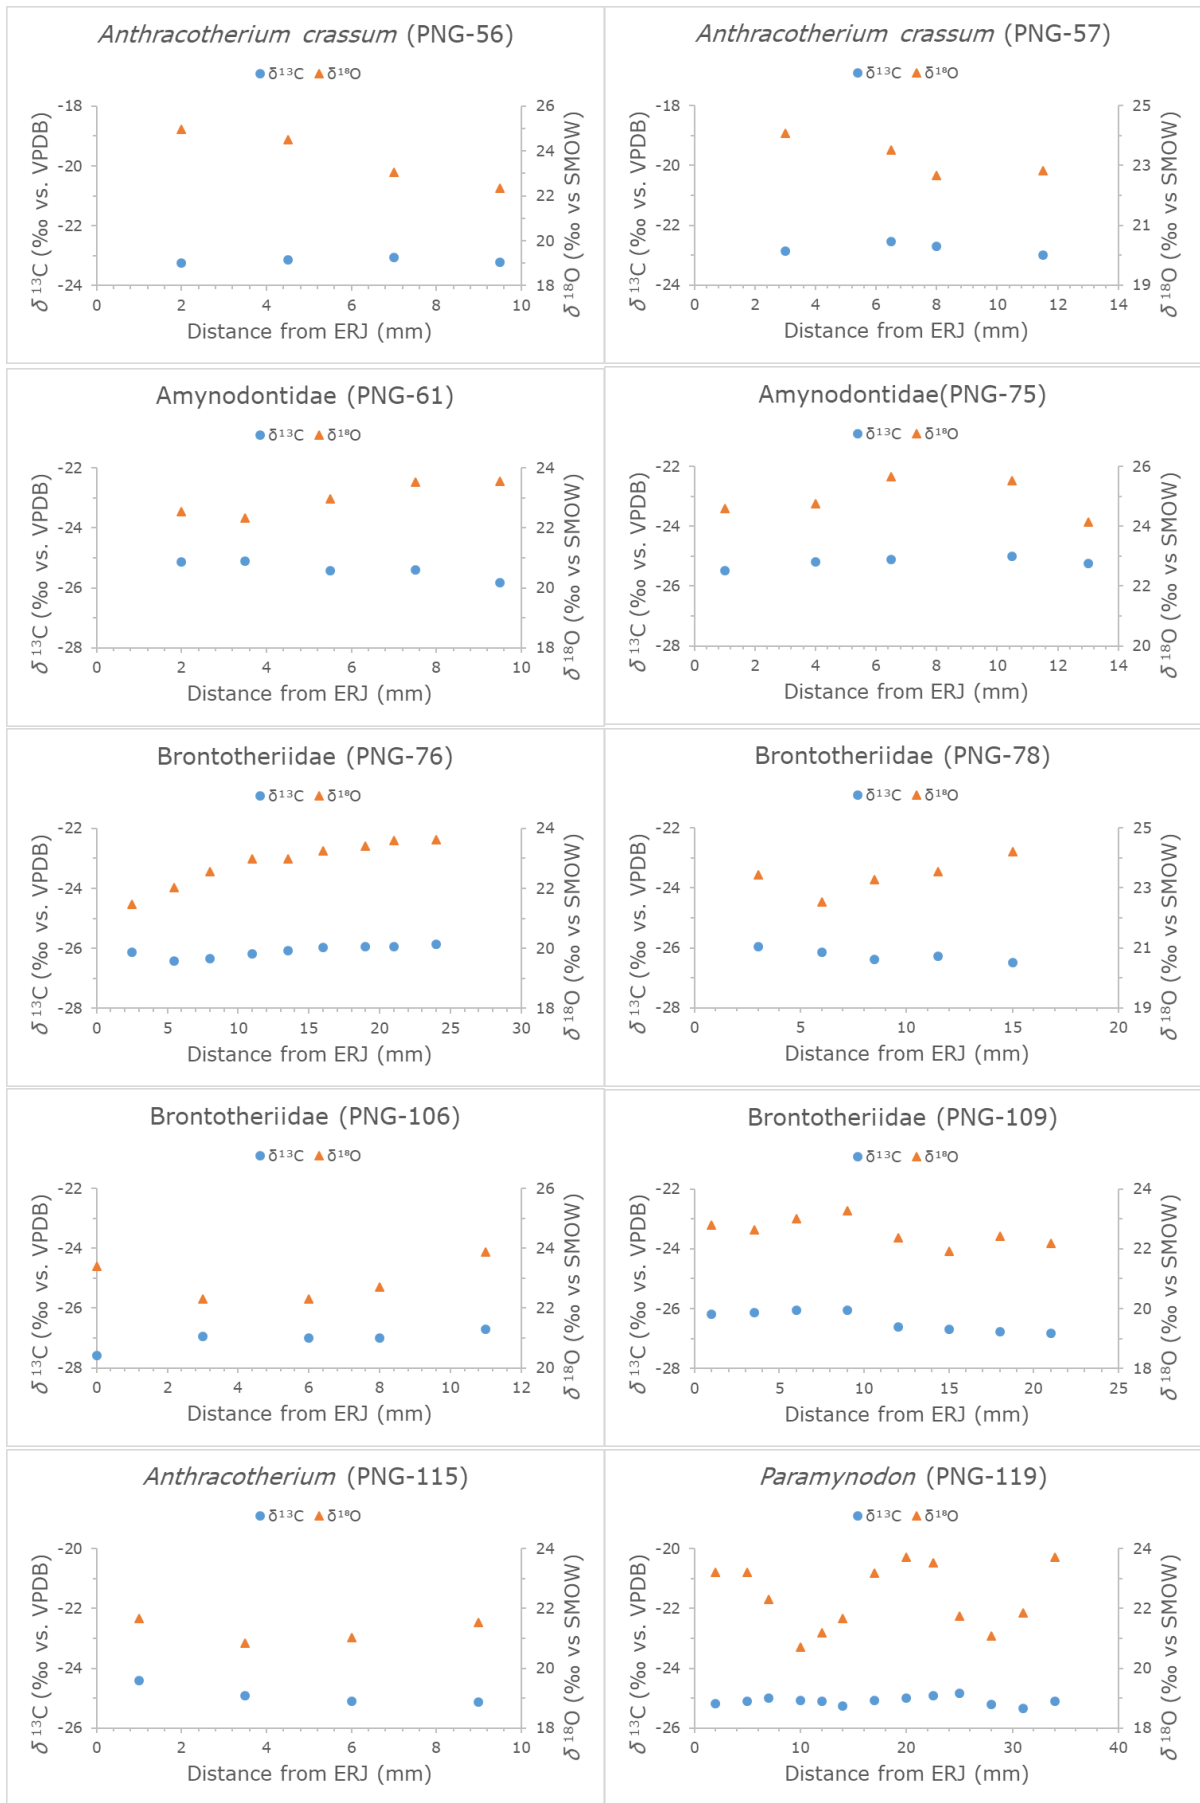 Anthracotherium crassum (PNG-56)
δ¹³C δ¹⁸O
-18 26
-20 24
-22 22
20
-24 18
0 2 4 6 8 10
δ ¹³C (‰ vs. VPDB)
δ ¹⁸O (‰ vs SMOW)
Distance from ERJ (mm)
Anthracotherium crassum (PNG-57)
δ¹³C δ¹⁸O
-18 25
-20 23
-22 21
-24 19
0 2 4 6 8 10 12 14
δ ¹³C (‰ vs. VPDB)
δ ¹⁸O (‰ vs SMOW)
Distance from ERJ (mm)
Amynodontidae (PNG-61)
δ¹³C δ¹⁸O
-22 24
-24 22
-26 20
-28 18
0 2 4 6 8 10
δ ¹³C (‰ vs. VPDB)
δ ¹⁸O (‰ vs SMOW)
Distance from ERJ (mm)
Amynodontidae(PNG-75)
δ¹³C δ¹⁸O
-22 26
-24 24
-26 22
-28 20
0 2 4 6 8 10 12 14
δ ¹³C (‰ vs. VPDB)
δ ¹⁸O (‰ vs SMOW)
Distance from ERJ (mm)
Brontotheriidae (PNG-76)
δ¹³C δ¹⁸O
-22 24
-24 22
-26 20
-28 18
0 5 10 15 20 25 30
δ ¹³C (‰ vs. VPDB)
δ ¹⁸O (‰ vs SMOW)
Distance from ERJ (mm)
Brontotheriidae (PNG-78)
δ¹³C δ¹⁸O
-22 25
-24 23
-26 21
-28 19
0 5 10 15 20
δ ¹³C (‰ vs. VPDB)
δ ¹⁸O (‰ vs SMOW)
Distance from ERJ (mm)
Brontotheriidae (PNG-106)
δ¹³C δ¹⁸O
-22 26
-24 24
-26 22
-28 20
0 2 4 6 8 10 12
δ ¹³C (‰ vs. VPDB)
δ ¹⁸O (‰ vs SMOW)
Distance from ERJ (mm)
Brontotheriidae (PNG-109)
δ¹³C δ¹⁸O
-22 24
-24 22
-26 20
-28 18
0 5 10 15 20 25
δ ¹³C (‰ vs. VPDB)
δ ¹⁸O (‰ vs SMOW)
Distance from ERJ (mm)
Anthracotherium (PNG-115)
δ¹³C δ¹⁸O
-20 24
-22 22
-24 20
-26 18
0 2 4 6 8 10
δ ¹³C (‰ vs. VPDB)
δ ¹⁸O (‰ vs SMOW)
Distance from ERJ (mm)
Paramynodon (PNG-119)
δ¹³C δ¹⁸O
-20 24
-22 22
-24 20
-26 18
0 10 20 30 40
δ ¹³C (‰ vs. VPDB)
δ ¹⁸O (‰ vs SMOW)
Distance from ERJ (mm)